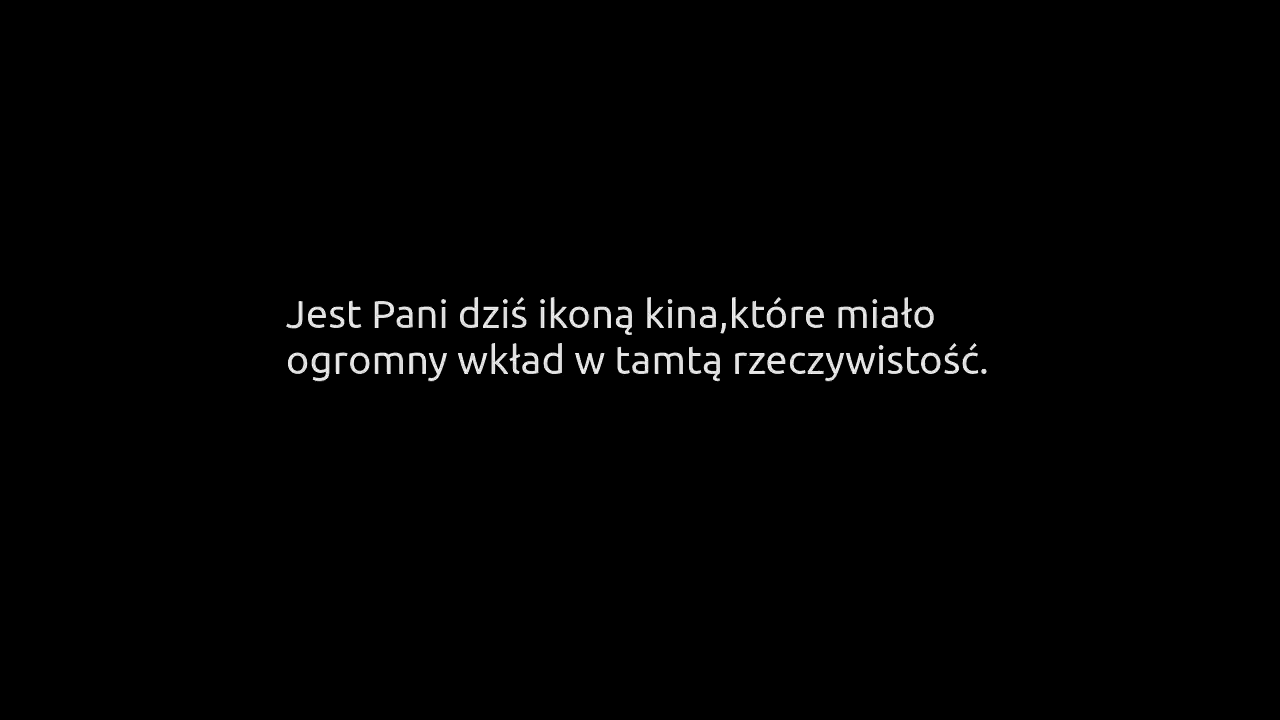 Jest Pani dziś ikoną kina,które miało
ogromny wkład w tamtą rzeczywistość.